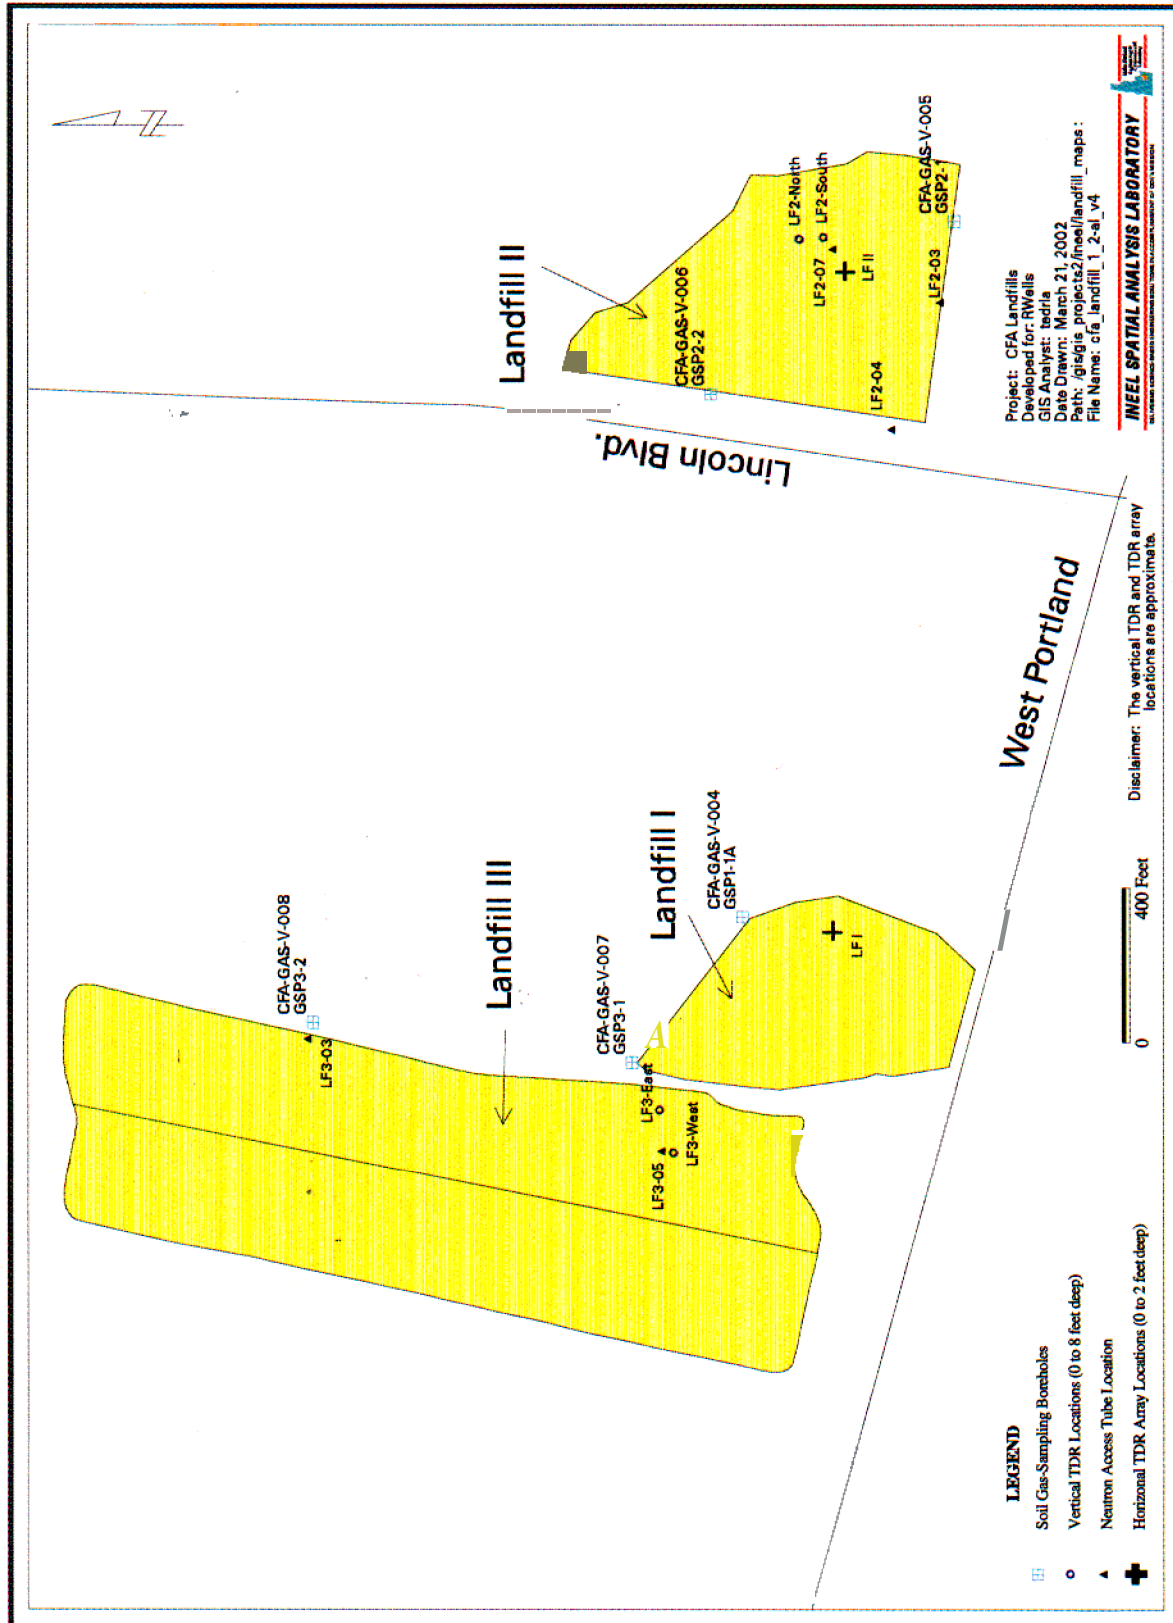 N
Landfill II
CFA-GAS-V-006
GSP2-2
LF2-North
LF2-South
LF2-07
LF II
CFA-GAS-V-005
GSP2-1
LF2-03
LF2-04
Lincoln Blvd.
Landfill III
CFA-GAS-V-008
GSP3-2
LF3-03
CFA-GAS-V-007
GSP3-1
LF3-East
LF3-West
LF3-05
A
Landfill I
CFA-GAS-V-004
GSP1-1A
LF I
West Portland
LEGEND
Soil Gas-Sampling Boreholes
Vertical TDR Locations (0 to 8 feet deep)
Neutron Access Tube Location
Horizonal TDR Array Locations (0 to 2 feet deep)
0 400 Feet
Disclaimer: The vertical TDR and TDR array
locations are approximate.
Project: CFA Landfills
Developed for: RWells
GIS Analyst: tedrla
Date Drawn: March 21, 2002
Path: /gis/gis_projects2/ineel/landfill_maps :
File Name: cfa_landfill_1_2-al_v4
INEEL SPATIAL ANALYSIS LABORATORY